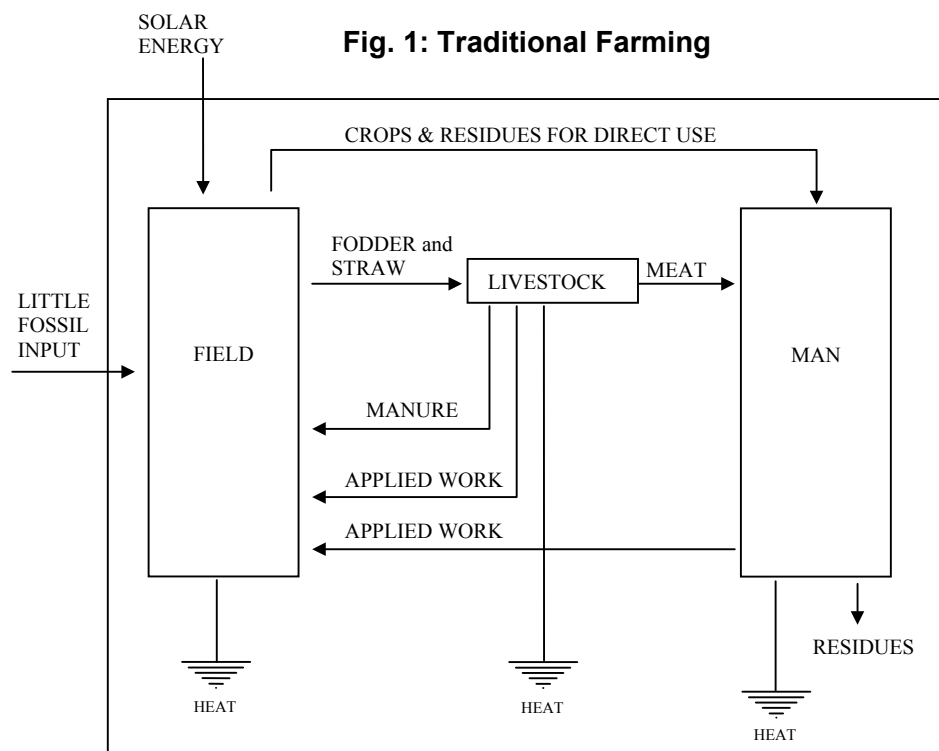 SOLAR
ENERGY
Fig. 1: Traditional Farming
CROPS & RESIDUES FOR DIRECT USE
FODDER and
STRAW
LIVESTOCK
MEAT
LITTLE
FOSSIL
INPUT
FIELD
MAN
MANURE
APPLIED WORK
APPLIED WORK
RESIDUES
HEAT
HEAT
HEAT